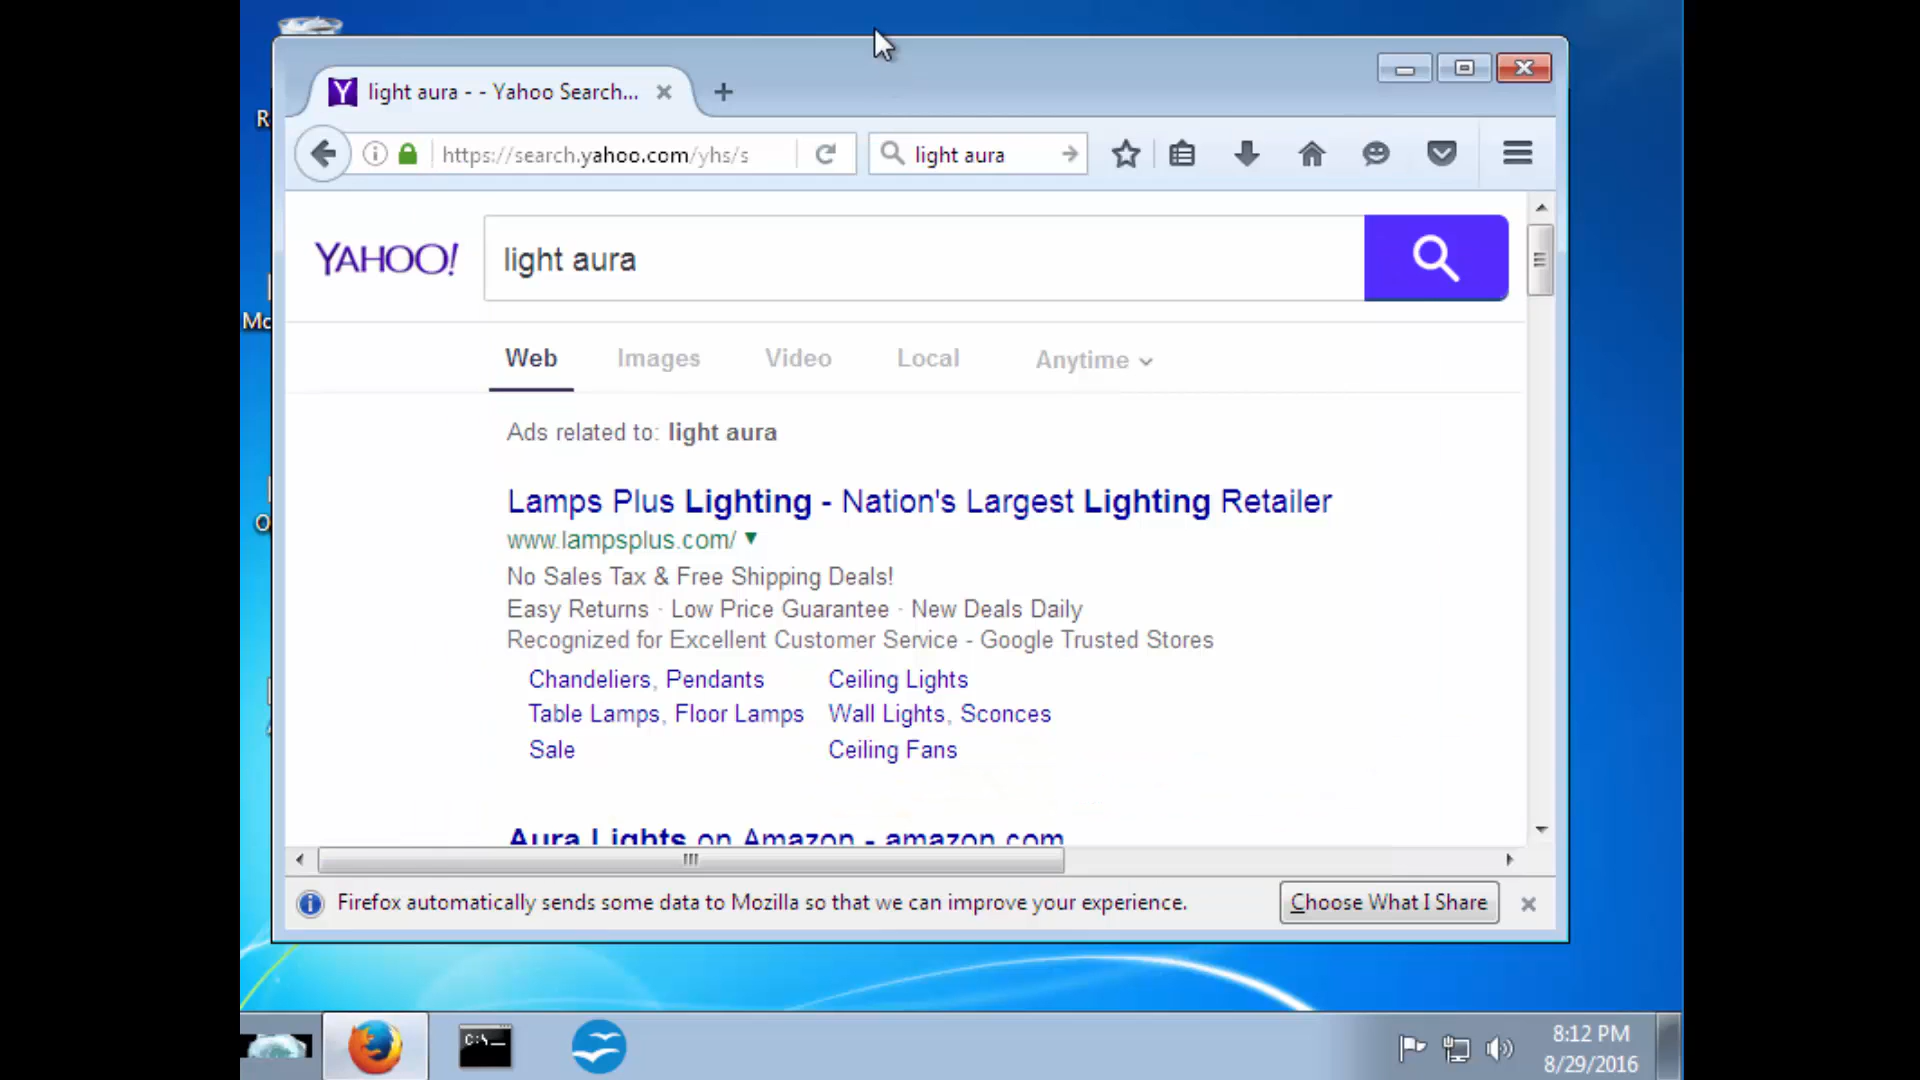 light aura - - Yahoo Search...
https://search.yahoo.com/yhs/s
light aura
YAHOO!
light aura
Web Images Video Local Anytime
Ads related to: light aura
Lamps Plus Lighting - Nation's Largest Lighting Retailer
www.lampsplus.com/
No Sales Tax & Free Shipping Deals!
Easy Returns · Low Price Guarantee · New Deals Daily
Recognized for Excellent Customer Service - Google Trusted Stores
Chandeliers, Pendants Ceiling Lights
Table Lamps, Floor Lamps Wall Lights, Sconces
Sale Ceiling Fans
Aura Lights on Amazon - amazon.com
Firefox automatically sends some data to Mozilla so that we can improve your experience. Choose What I Share
R
Mc
O
C:\_
8:12 PM
8/29/2016